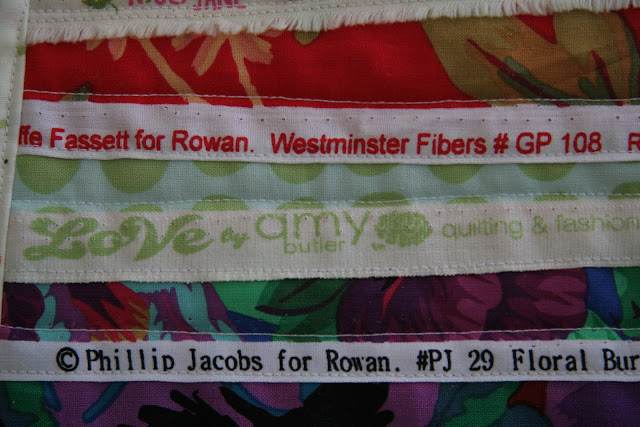 JANE
ffe Fassett for Rowan. Westminster Fibers # GP 108 R
LoVe by amy butler quilting & fashion
© Phillip Jacobs for Rowan. #PJ 29 Floral Bur